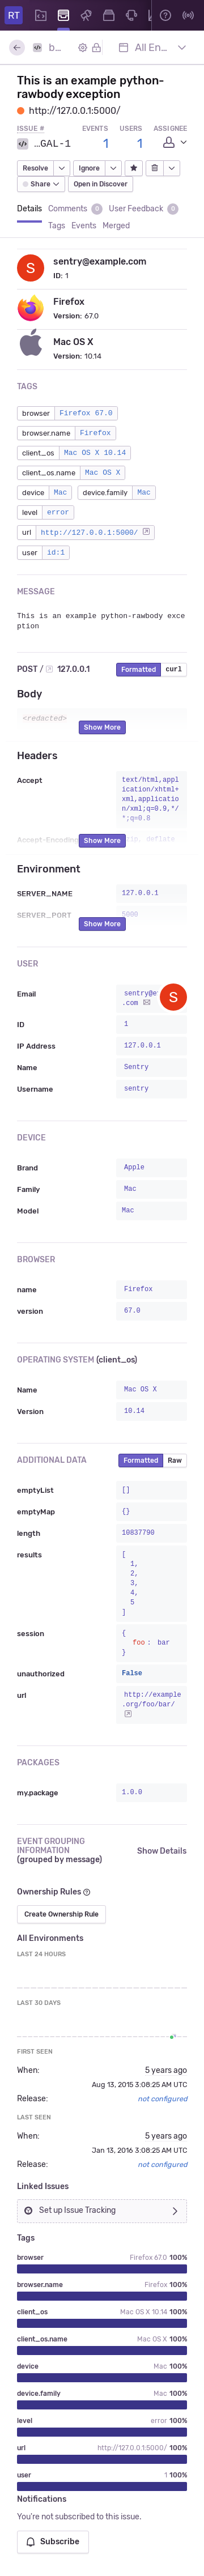 RT
b...
All En...
This is an example python-
rawbody exception
http://127.0.0.1:5000/
ISSUE # EVENTS USERS ASSIGNEE
...GAL-1 1 1
Resolve Ignore
Share Open in Discover
Details Comments 0 User Feedback 0
Tags Events Merged
S
sentry@example.com
ID: 1
Firefox
Version: 67.0
Mac OS X
Version: 10.14
TAGS
browser Firefox 67.0
browser.name Firefox
client_os Mac OS X 10.14
client_os.name Mac OS X
device Mac device.family Mac
level error
url http://127.0.0.1:5000/
user id:1
MESSAGE
This is an example python-rawbody exce
ption
POST / 127.0.0.1 Formatted curl
Body
<redacted>
Show More
Headers
Accept text/html,appl
ication/xhtml+
xml,applicatio
n/xml;q=0.9,*/
*;q=0.8
Accept-Encoding gzip, deflate
Show More
Environment
SERVER_NAME 127.0.0.1
SERVER_PORT 5000
Show More
USER
Email sentry@e
.com
S
ID 1
IP Address 127.0.0.1
Name Sentry
Username sentry
DEVICE
Brand Apple
Family Mac
Model Mac
BROWSER
name Firefox
version 67.0
OPERATING SYSTEM (client_os)
Name Mac OS X
Version 10.14
ADDITIONAL DATA Formatted Raw
emptyList []
emptyMap {}
length 10837790
results [
1,
2,
3,
4,
5
]
session {
foo: bar
}
unauthorized False
url http://example
.org/foo/bar/
PACKAGES
my.package 1.0.0
EVENT GROUPING
INFORMATION
(grouped by message)
Show Details
Ownership Rules
Create Ownership Rule
All Environments
LAST 24 HOURS
LAST 30 DAYS
FIRST SEEN
When: 5 years ago
Aug 13, 2015 3:08:25 AM UTC
Release: not configured
LAST SEEN
When: 5 years ago
Jan 13, 2016 3:08:25 AM UTC
Release: not configured
Linked Issues
Set up Issue Tracking
Tags
browser Firefox 67.0 100%
browser.name Firefox 100%
client_os Mac OS X 10.14 100%
client_os.name Mac OS X 100%
device Mac 100%
device.family Mac 100%
level error 100%
url http://127.0.0.1:5000/ 100%
user 1 100%
Notifications
You're not subscribed to this issue.
Subscribe